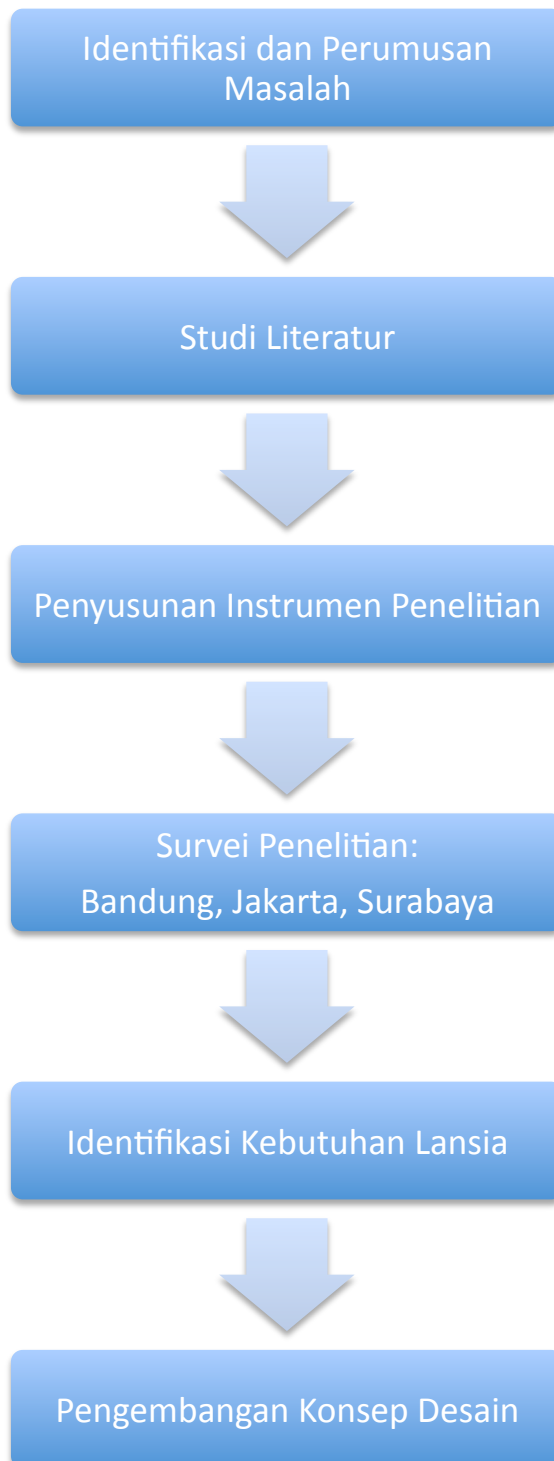 Identifikasi dan Perumusan
Masalah
Studi Literatur
Penyusunan Instrumen Penelitian
Survei Penelitian:
Bandung, Jakarta, Surabaya
Identifikasi Kebutuhan Lansia
Pengembangan Konsep Desain